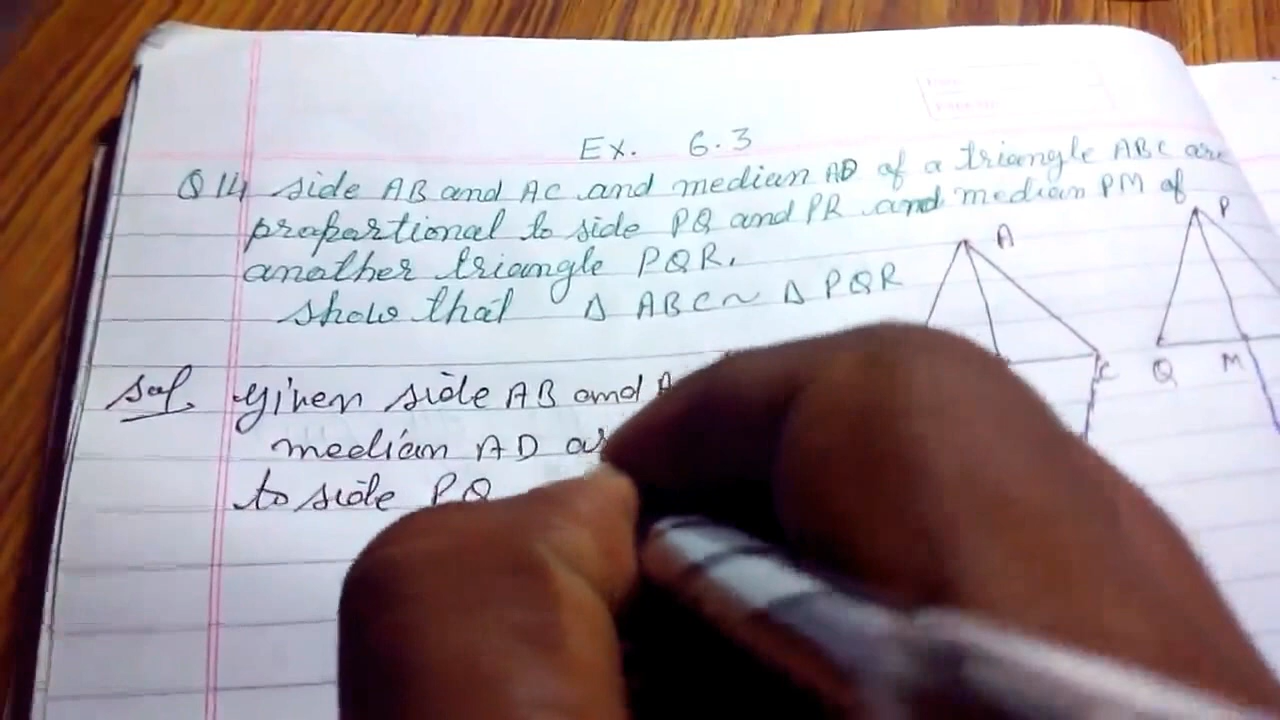 Ex. 6.3
Q 14 side AB and AC and median AD of a triangle ABC are
propartional to side PQ and PR and median PM of
another triangle PQR.
show that Δ ABC ~ Δ PQR
A
P
C
Q
M
Sol. Given side AB and A
median AD
to side PQ